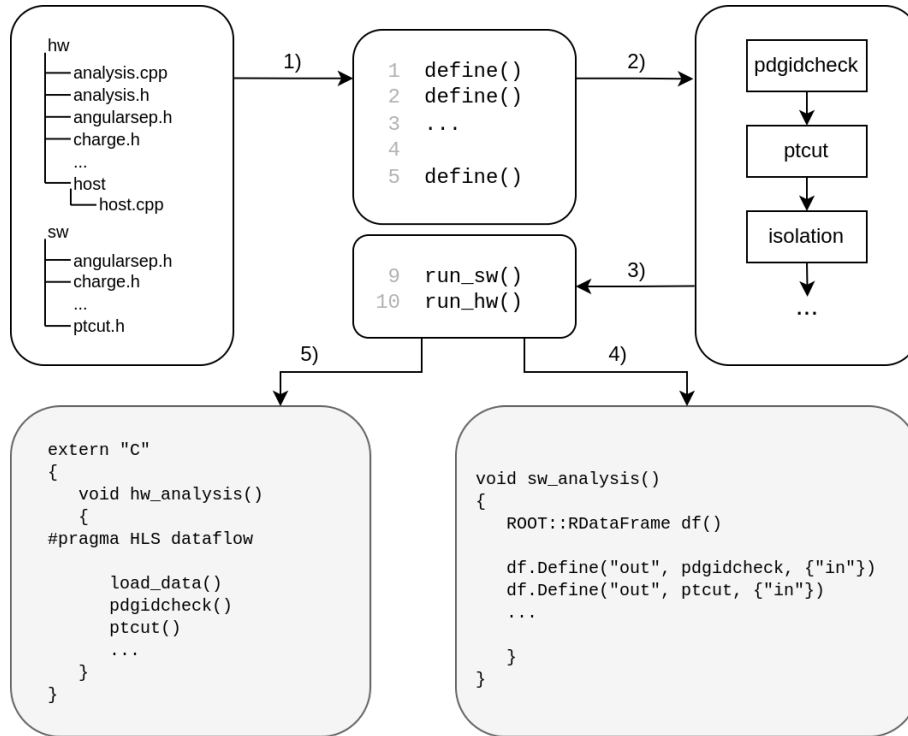 hw
analysis.cpp
analysis.h
angularsep.h
charge.h
...
host
host.cpp
sw
angularsep.h
charge.h
...
ptcut.h
1)
1 define()
2 define()
3 ...
4
5 define()
2)
pdgidcheck
ptcut
isolation
...
3)
9 run_sw()
10 run_hw()
5)
4)
extern "C"
{
void hw_analysis()
{
#pragma HLS dataflow
load_data()
pdgidcheck()
ptcut()
...
}
}
void sw_analysis()
{
ROOT::RDataFrame df()
df.Define("out", pdgidcheck, {"in"})
df.Define("out", ptcut, {"in"})
...
}
}